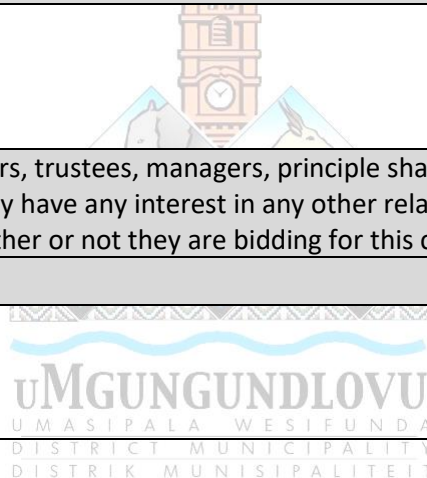 rs, trustees, managers, principle sha
y have any interest in any other rela
ther or not they are bidding for this c
UMGUNGUNDLOVU
UMASIPALA WESIFUNDA
DISTRICT MUNICIPALITY
DISTRIK MUNISIPALITEIT